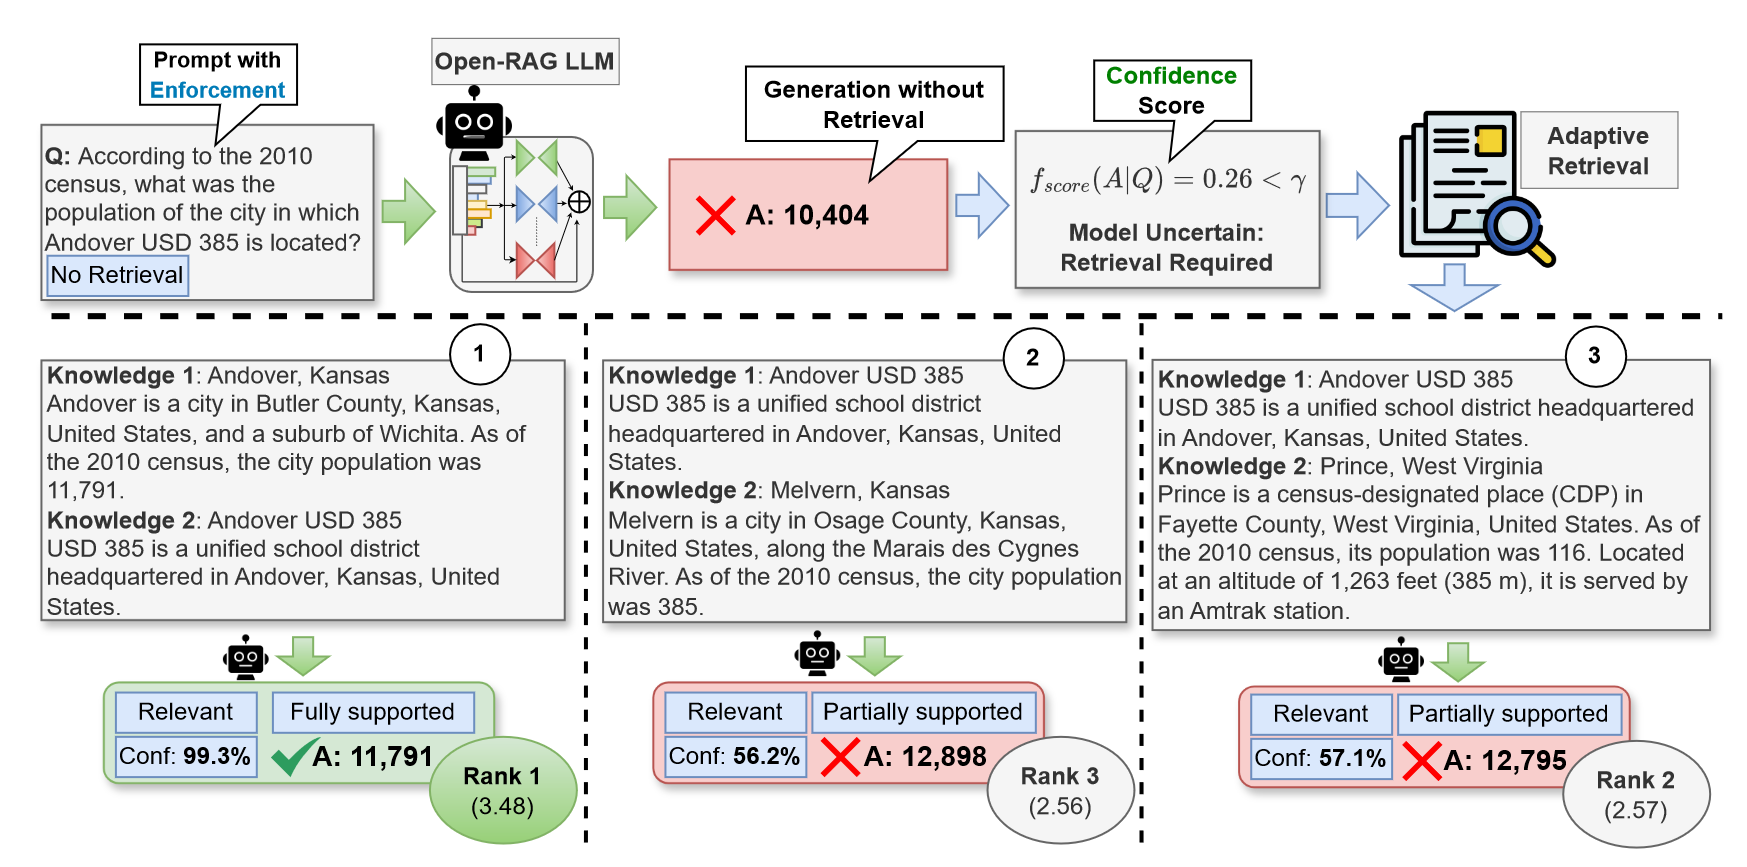 Prompt with
Enforcement
Q: According to the 2010
census, what was the
population of the city in which
Andover USD 385 is located?
No Retrieval
Open-RAG LLM
Generation without
Retrieval
A: 10,404
Confidence
Score
f_score(A|Q) = 0.26 < γ
Model Uncertain:
Retrieval Required
Adaptive
Retrieval
1
Knowledge 1: Andover, Kansas
Andover is a city in Butler County, Kansas,
United States, and a suburb of Wichita. As of
the 2010 census, the city population was
11,791.
Knowledge 2: Andover USD 385
USD 385 is a unified school district
headquartered in Andover, Kansas, United
States.
Relevant
Fully supported
Conf: 99.3%
A: 11,791
Rank 1
(3.48)
2
Knowledge 1: Andover USD 385
USD 385 is a unified school district
headquartered in Andover, Kansas, United
States.
Knowledge 2: Melvern, Kansas
Melvern is a city in Osage County, Kansas,
United States, along the Marais des Cygnes
River. As of the 2010 census, the city population
was 385.
Relevant
Partially supported
Conf: 56.2%
A: 12,898
Rank 3
(2.56)
3
Knowledge 1: Andover USD 385
USD 385 is a unified school district headquartered
in Andover, Kansas, United States.
Knowledge 2: Prince, West Virginia
Prince is a census-designated place (CDP) in
Fayette County, West Virginia, United States. As of
the 2010 census, its population was 116. Located
at an altitude of 1,263 feet (385 m), it is served by
an Amtrak station.
Relevant
Partially supported
Conf: 57.1%
A: 12,795
Rank 2
(2.57)